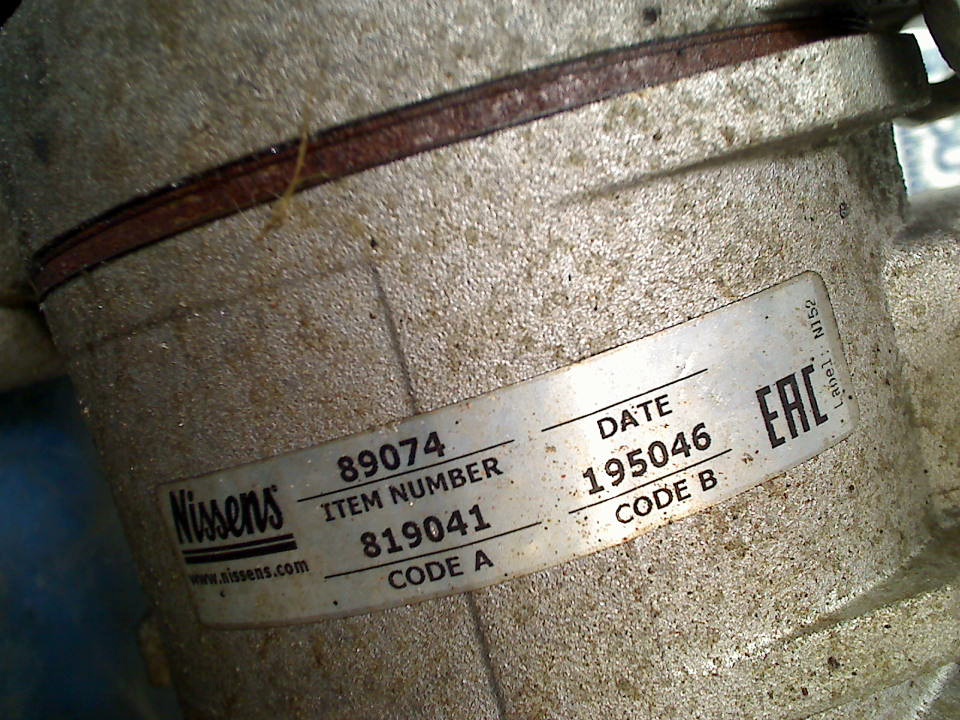 Nissens®
www.nissens.com
89074
ITEM NUMBER
819041
CODE A
DATE
195046
CODE B
EAC
Label: N152